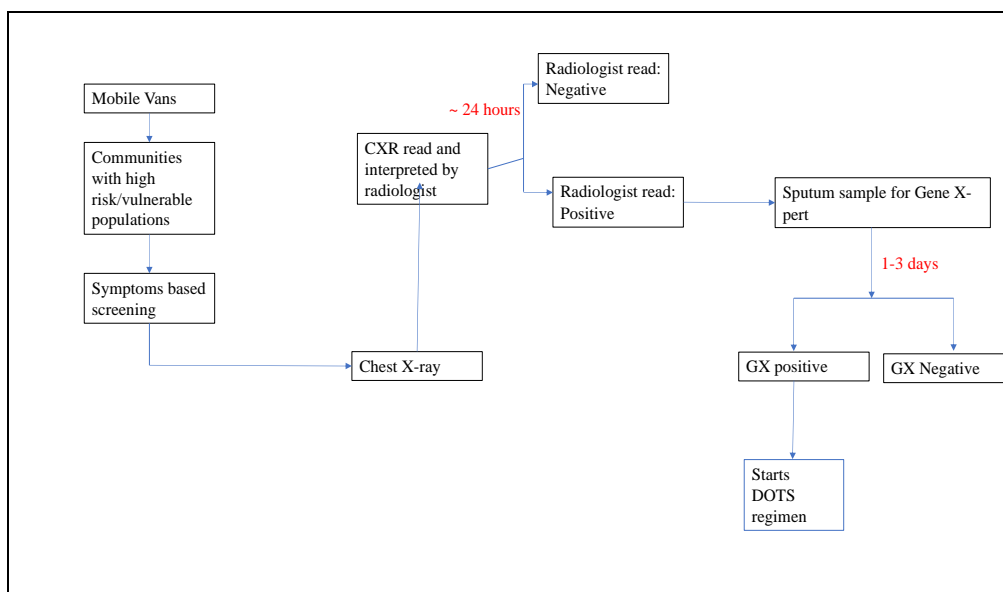 Mobile Vans
Communities
with high
risk/vulnerable
populations
Symptoms based
screening
Chest X-ray
CXR read and
interpreted by
radiologist
~ 24 hours
Radiologist read:
Negative
Radiologist read:
Positive
Sputum sample for Gene X-
pert
1-3 days
GX positive
GX Negative
Starts
DOTS
regimen